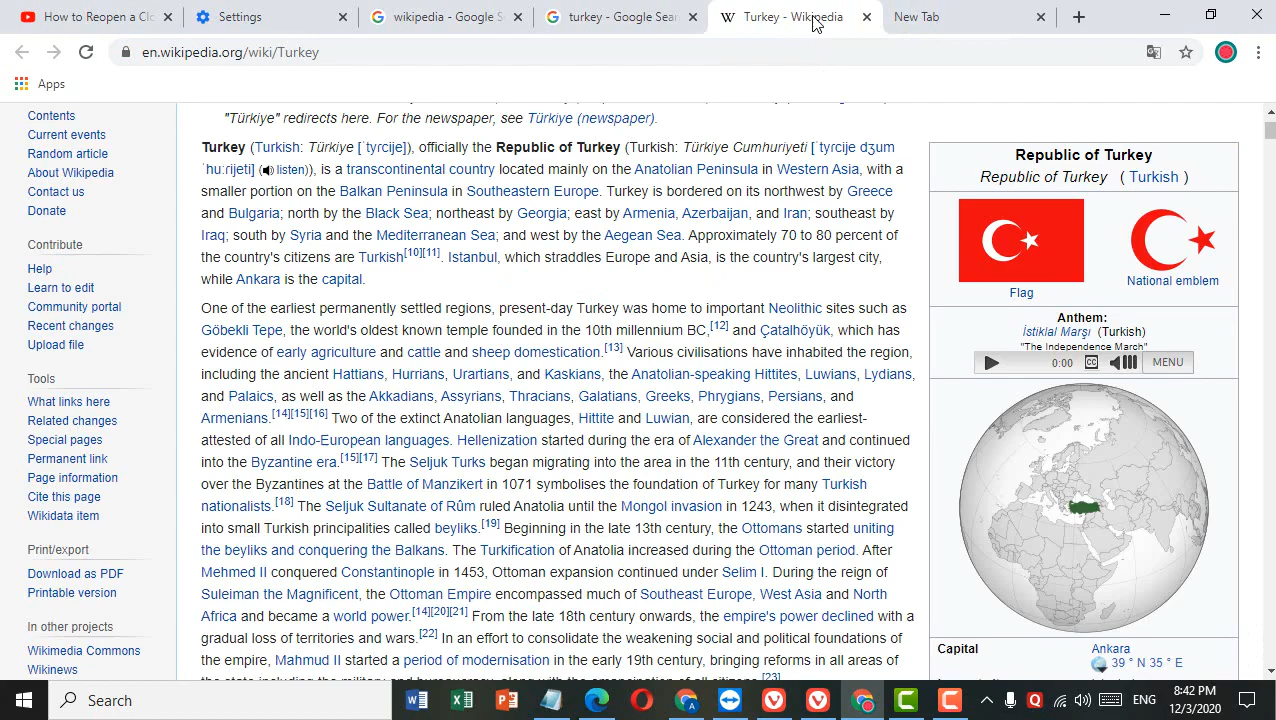 How to Reopen a Clo
Settings
wikipedia - Google S
turkey - Google Sear
Turkey - Wikipedia
New Tab
en.wikipedia.org/wiki/Turkey
Apps
Contents
Current events
Random article
About Wikipedia
Contact us
Donate
Contribute
Help
Learn to edit
Community portal
Recent changes
Upload file
Tools
What links here
Related changes
Special pages
Permanent link
Page information
Cite this page
Wikidata item
Print/export
Download as PDF
Printable version
In other projects
Wikimedia Commons
Wikinews
"Türkiye" redirects here. For the newspaper, see Türkiye (newspaper).
Turkey (Turkish: Türkiye [ˈtyɾcije]), officially the Republic of Turkey (Turkish: Türkiye Cumhuriyeti [ˈtyɾcije dʒum
ˈhuːɾijeti] (listen)), is a transcontinental country located mainly on the Anatolian Peninsula in Western Asia, with a
smaller portion on the Balkan Peninsula in Southeastern Europe. Turkey is bordered on its northwest by Greece
and Bulgaria; north by the Black Sea; northeast by Georgia; east by Armenia, Azerbaijan, and Iran; southeast by
Iraq; south by Syria and the Mediterranean Sea; and west by the Aegean Sea. Approximately 70 to 80 percent of
the country's citizens are Turkish[10][11]. Istanbul, which straddles Europe and Asia, is the country's largest city,
while Ankara is the capital.
One of the earliest permanently settled regions, present-day Turkey was home to important Neolithic sites such as
Göbekli Tepe, the world's oldest known temple founded in the 10th millennium BC,[12] and Çatalhöyük, which has
evidence of early agriculture and cattle and sheep domestication.[13] Various civilisations have inhabited the region,
including the ancient Hattians, Hurrians, Urartians, and Kaskians, the Anatolian-speaking Hittites, Luwians, Lydians,
and Palaics, as well as the Akkadians, Assyrians, Thracians, Galatians, Greeks, Phrygians, Persians, and
Armenians.[14][15][16] Two of the extinct Anatolian languages, Hittite and Luwian, are considered the earliest-
attested of all Indo-European languages. Hellenization started during the era of Alexander the Great and continued
into the Byzantine era.[15][17] The Seljuk Turks began migrating into the area in the 11th century, and their victory
over the Byzantines at the Battle of Manzikert in 1071 symbolises the foundation of Turkey for many Turkish
nationalists.[18] The Seljuk Sultanate of Rûm ruled Anatolia until the Mongol invasion in 1243, when it disintegrated
into small Turkish principalities called beyliks.[19] Beginning in the late 13th century, the Ottomans started uniting
the beyliks and conquering the Balkans. The Turkification of Anatolia increased during the Ottoman period. After
Mehmed II conquered Constantinople in 1453, Ottoman expansion continued under Selim I. During the reign of
Suleiman the Magnificent, the Ottoman Empire encompassed much of Southeast Europe, West Asia and North
Africa and became a world power.[14][20][21] From the late 18th century onwards, the empire's power declined with a
gradual loss of territories and wars.[22] In an effort to consolidate the weakening social and political foundations of
the empire, Mahmud II started a period of modernisation in the early 19th century, bringing reforms in all areas of
Republic of Turkey
Republic of Turkey (Turkish)
Flag
National emblem
Anthem:
İstiklal Marşı (Turkish)
"The Independence March"
0:00 CC MENU
Capital
Ankara
39 ° N 35 ° E
Search
ENG
8:42 PM
12/3/2020